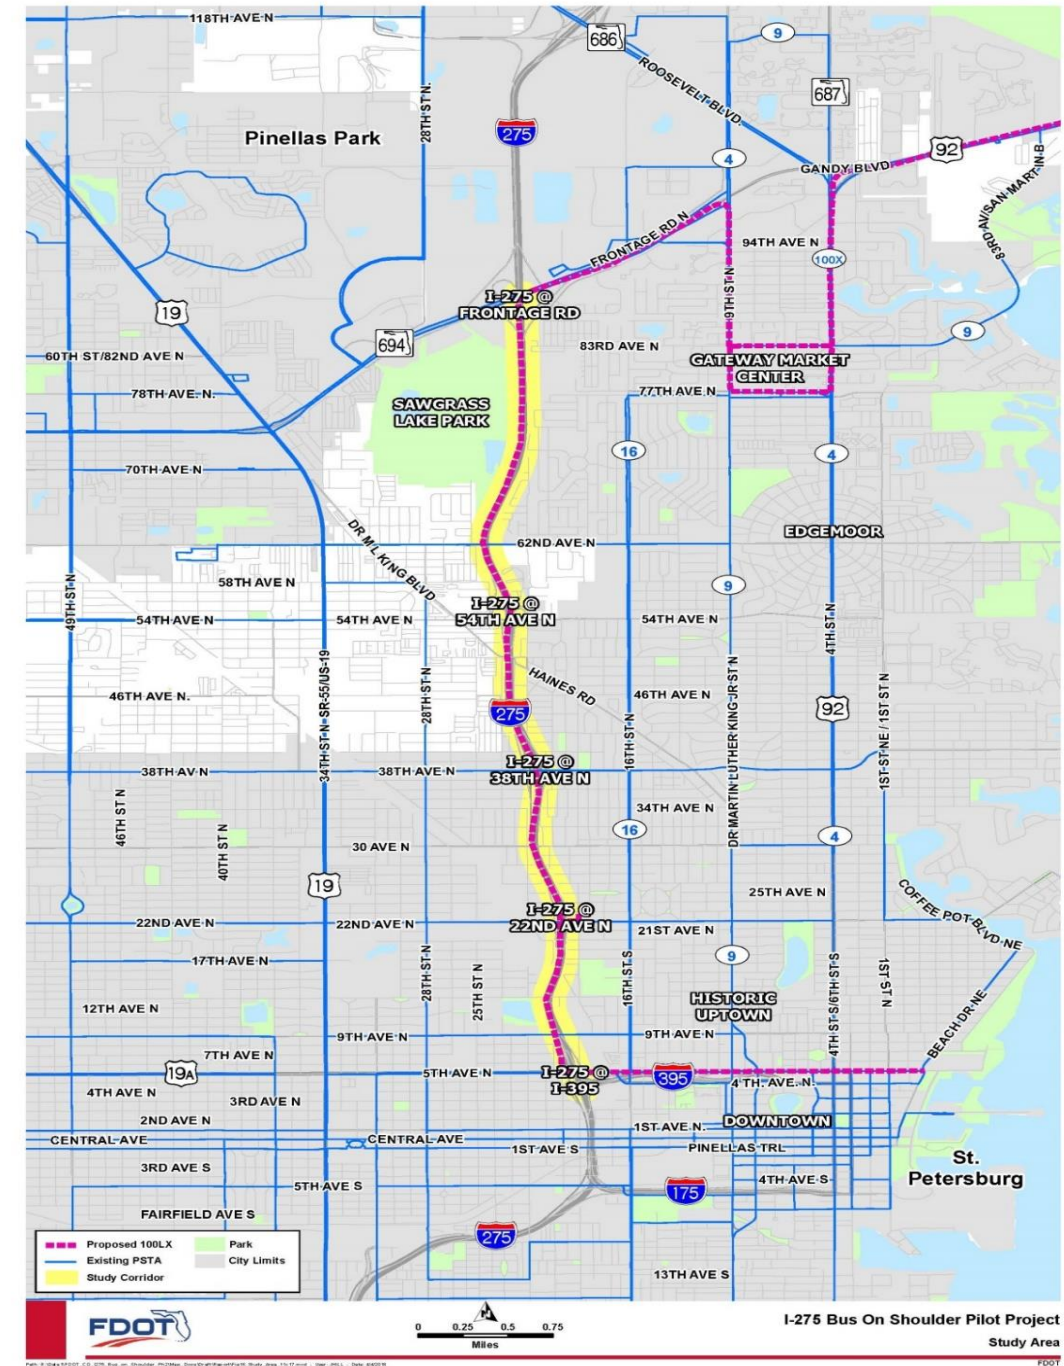 118TH AVE N
686
9
ROOSEVELT BLVD.
687
28TH ST N.
Pinellas Park
275
4
92
GANDY BLVD
83RD AV/SAN MARTIN B
FRONTAGE RD N
94TH AVE N
100X
9TH ST N
I-275 @
FRONTAGE RD
19
694
9
60TH ST/82ND AVE N
83RD AVE N
GATEWAY MARKET
CENTER
78TH AVE. N.
77TH AVE N
SAWGRASS
LAKE PARK
16
4
70TH AVE N
DR M L KING BLVD
EDGEMOOR
62ND AVE N
58TH AVE N
9
49TH ST N
I-275 @
54TH AVE N
54TH AVE N
54TH AVE N
54TH AVE N
4TH ST N
34TH ST N SR-55/US-19
28TH ST N
HAINES RD
46TH AVE N.
46TH AVE N
275
16TH ST N
DR MARTIN LUTHER KING JR ST N
92
1ST ST NE / 1ST ST N
38TH AV N
38TH AVE N
I-275 @
38TH AVE N
46TH ST N
40TH ST N
34TH AVE N
16
4
30 AVE N
19
25TH AVE N
COFFEE POT BLVD NE
22ND AVE N
22ND AVE N
I-275 @
22ND AVE N
21ST AVE N
17TH AVE N
9
28TH ST N
25TH ST N
16TH ST S
4TH ST S/6TH ST S
1ST ST N
12TH AVE N
HISTORIC
UPTOWN
BEACH DR NE
9TH AVE N
9TH AVE N
7TH AVE N
19A
5TH AVE N
I-275 @
I-395
395
4TH AVE N
4 TH. AVE. N.
3RD AVE N
2ND AVE N
1ST AVE N.
DOWNTOWN
CENTRAL AVE
CENTRAL AVE
1ST AVE S
PINELLAS TRL
St.
Petersburg
3RD AVE S
5TH AVE S
175
4TH AVE S
FAIRFIELD AVE S
275
13TH AVE S
Proposed 100LX
Park
Existing PSTA
City Limits
Study Corridor
FDOT
N
0 0.25 0.5 0.75
Miles
I-275 Bus On Shoulder Pilot Project
Study Area
FDOT